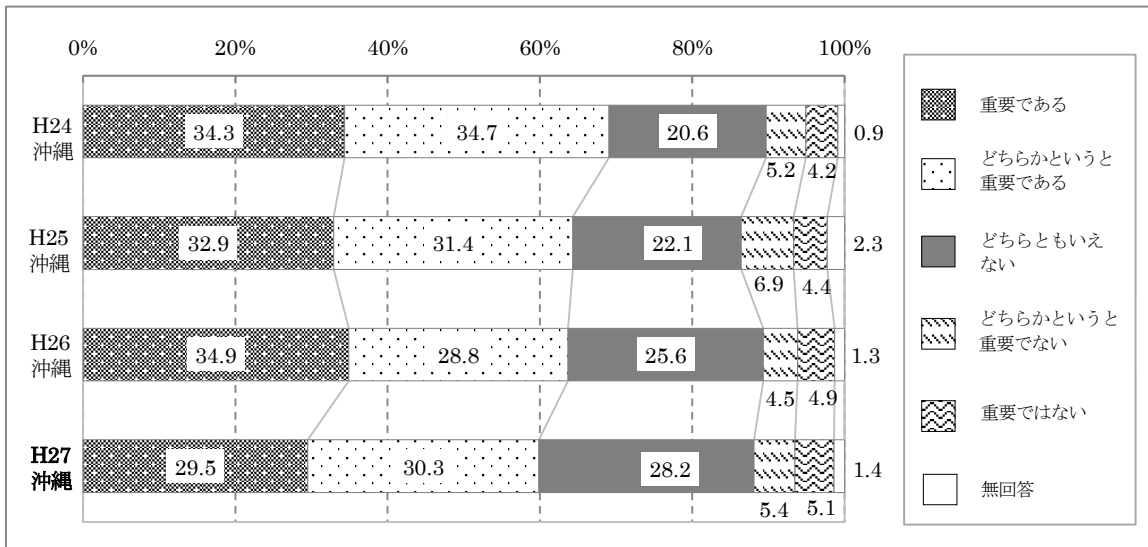 0% 20% 40% 60% 80% 100%
H24
沖縄
34.3 34.7 20.6 5.2 4.2 0.9
H25
沖縄
32.9 31.4 22.1 6.9 4.4 2.3
H26
沖縄
34.9 28.8 25.6 4.5 4.9 1.3
H27
沖縄
29.5 30.3 28.2 5.4 5.1 1.4
重要である
どちらかというと
重要である
どちらともいえ
ない
どちらかというと
重要でない
重要ではない
無回答